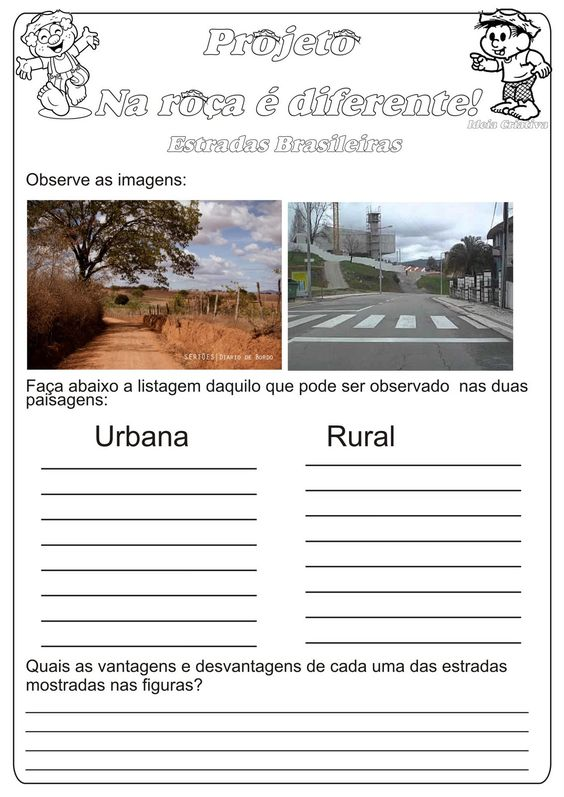 Projeto
Na roça é diferente!
Ideia Criativa
Estradas Brasileiras
Observe as imagens:
SERTÕES|DIÁRIO DE BORDO
Faça abaixo a listagem daquilo que pode ser observado nas duas
paisagens:
Urbana
Rural
Quais as vantagens e desvantagens de cada uma das estradas
mostradas nas figuras?